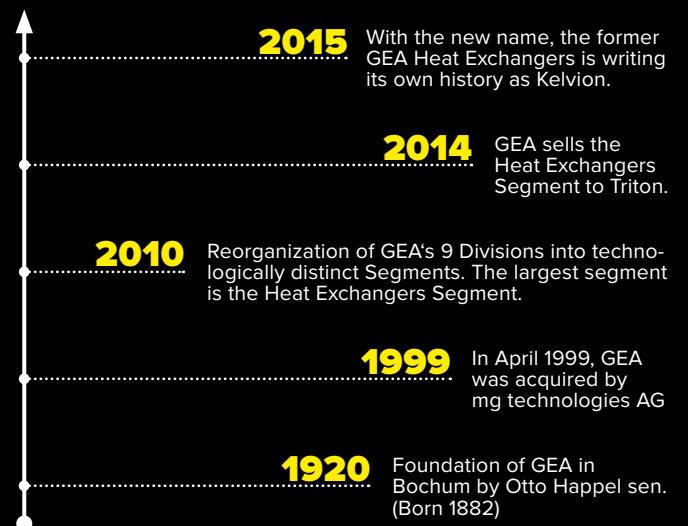 2015
With the new name, the former
GEA Heat Exchangers is writing
its own history as Kelvion.
2014
GEA sells the
Heat Exchangers
Segment to Triton.
2010
Reorganization of GEA‘s 9 Divisions into techno-
logically distinct Segments. The largest segment
is the Heat Exchangers Segment.
1999
In April 1999, GEA
was acquired by
mg technologies AG
1920
Foundation of GEA in
Bochum by Otto Happel sen.
(Born 1882)